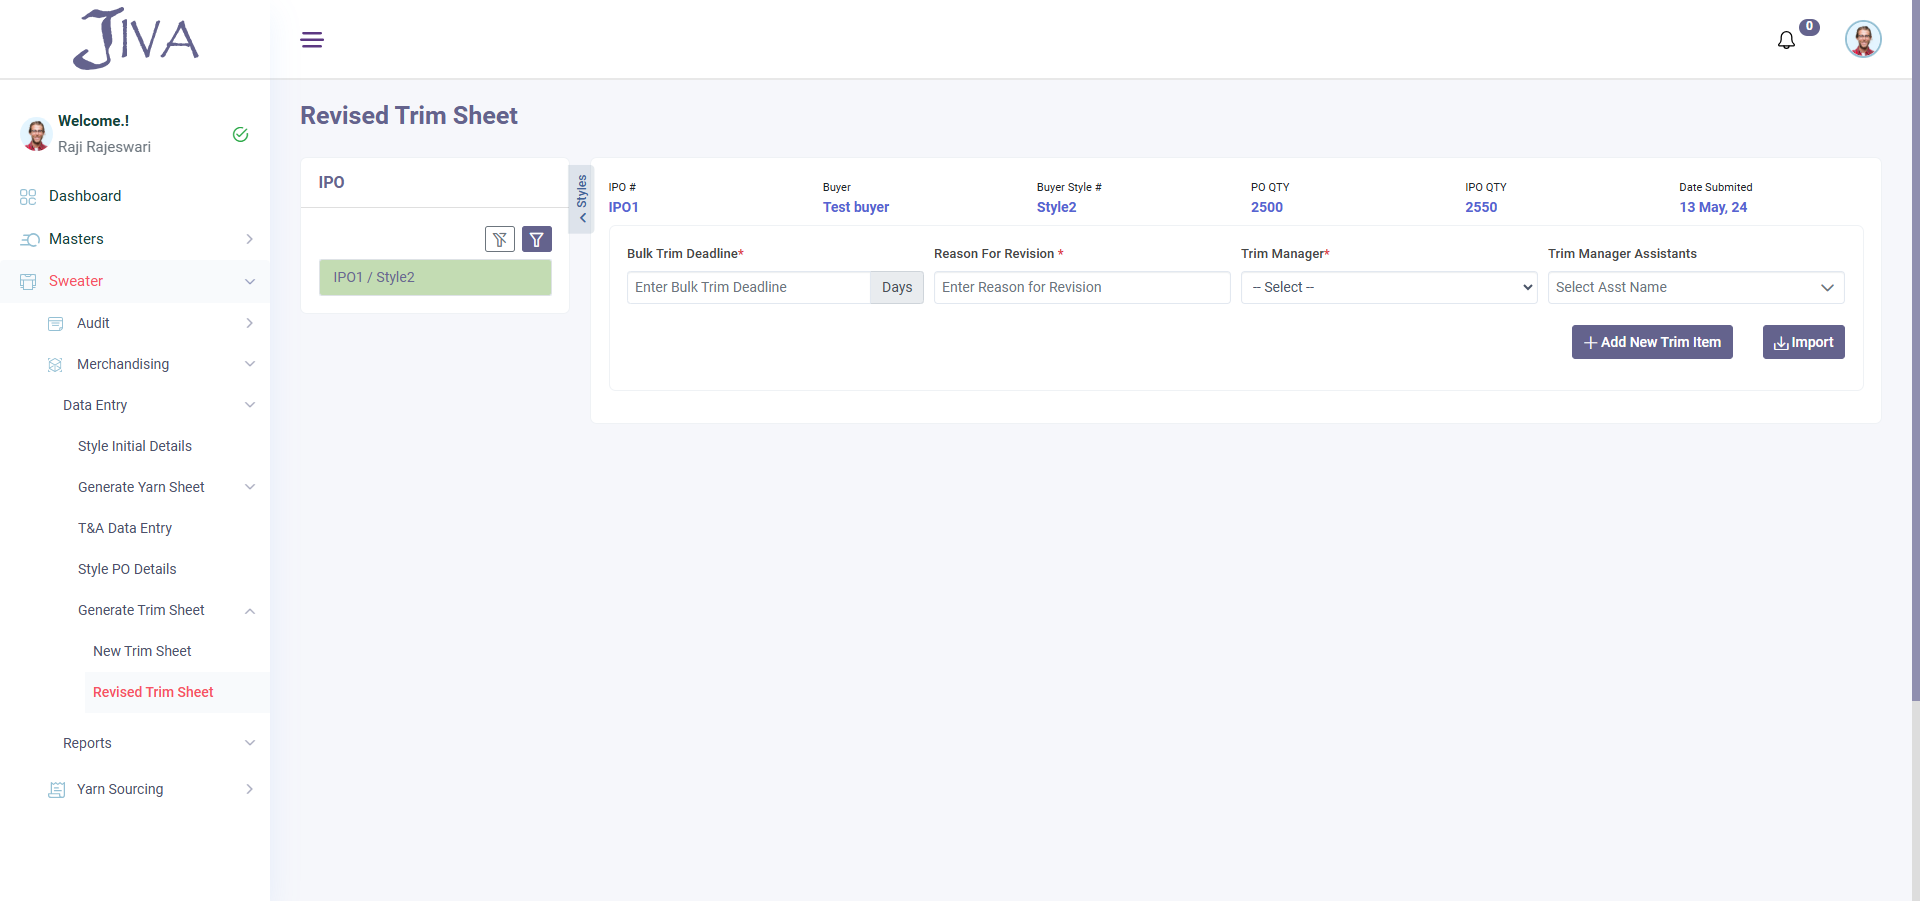 JIVA
0
Welcome.!
Raji Rajeswari
Dashboard
Masters
Sweater
Audit
Merchandising
Data Entry
Style Initial Details
Generate Yarn Sheet
T&A Data Entry
Style PO Details
Generate Trim Sheet
New Trim Sheet
Revised Trim Sheet
Reports
Yarn Sourcing
Revised Trim Sheet
IPO
IPO1 / Style2
Styles
IPO # Buyer Buyer Style # PO QTY IPO QTY Date Submited
IPO1 Test buyer Style2 2500 2550 13 May, 24
Bulk Trim Deadline* Reason For Revision * Trim Manager* Trim Manager Assistants
Enter Bulk Trim Deadline Days Enter Reason for Revision -- Select -- Select Asst Name
Add New Trim Item Import